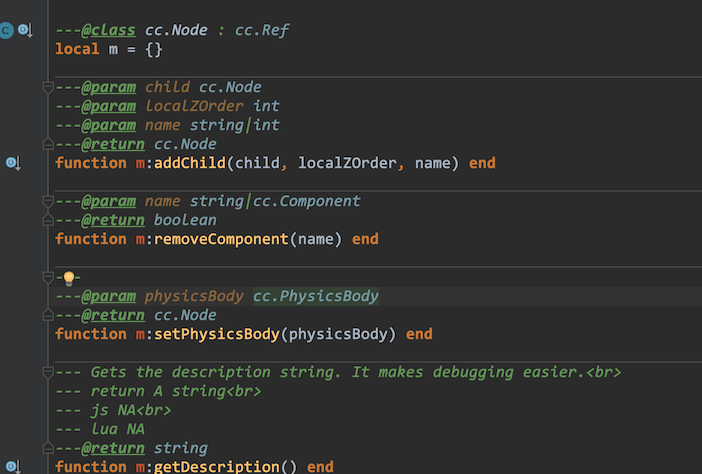 ---@class cc.Node : cc.Ref
local m = {}
---@param child cc.Node
---@param localZOrder int
---@param name string|int
---@return cc.Node
function m:addChild(child, localZOrder, name) end
---@param name string|cc.Component
---@return boolean
function m:removeComponent(name) end
---
---@param physicsBody cc.PhysicsBody
---@return cc.Node
function m:setPhysicsBody(physicsBody) end
--- Gets the description string. It makes debugging easier.<br>
--- return A string<br>
--- js NA<br>
--- lua NA
---@return string
function m:getDescription() end